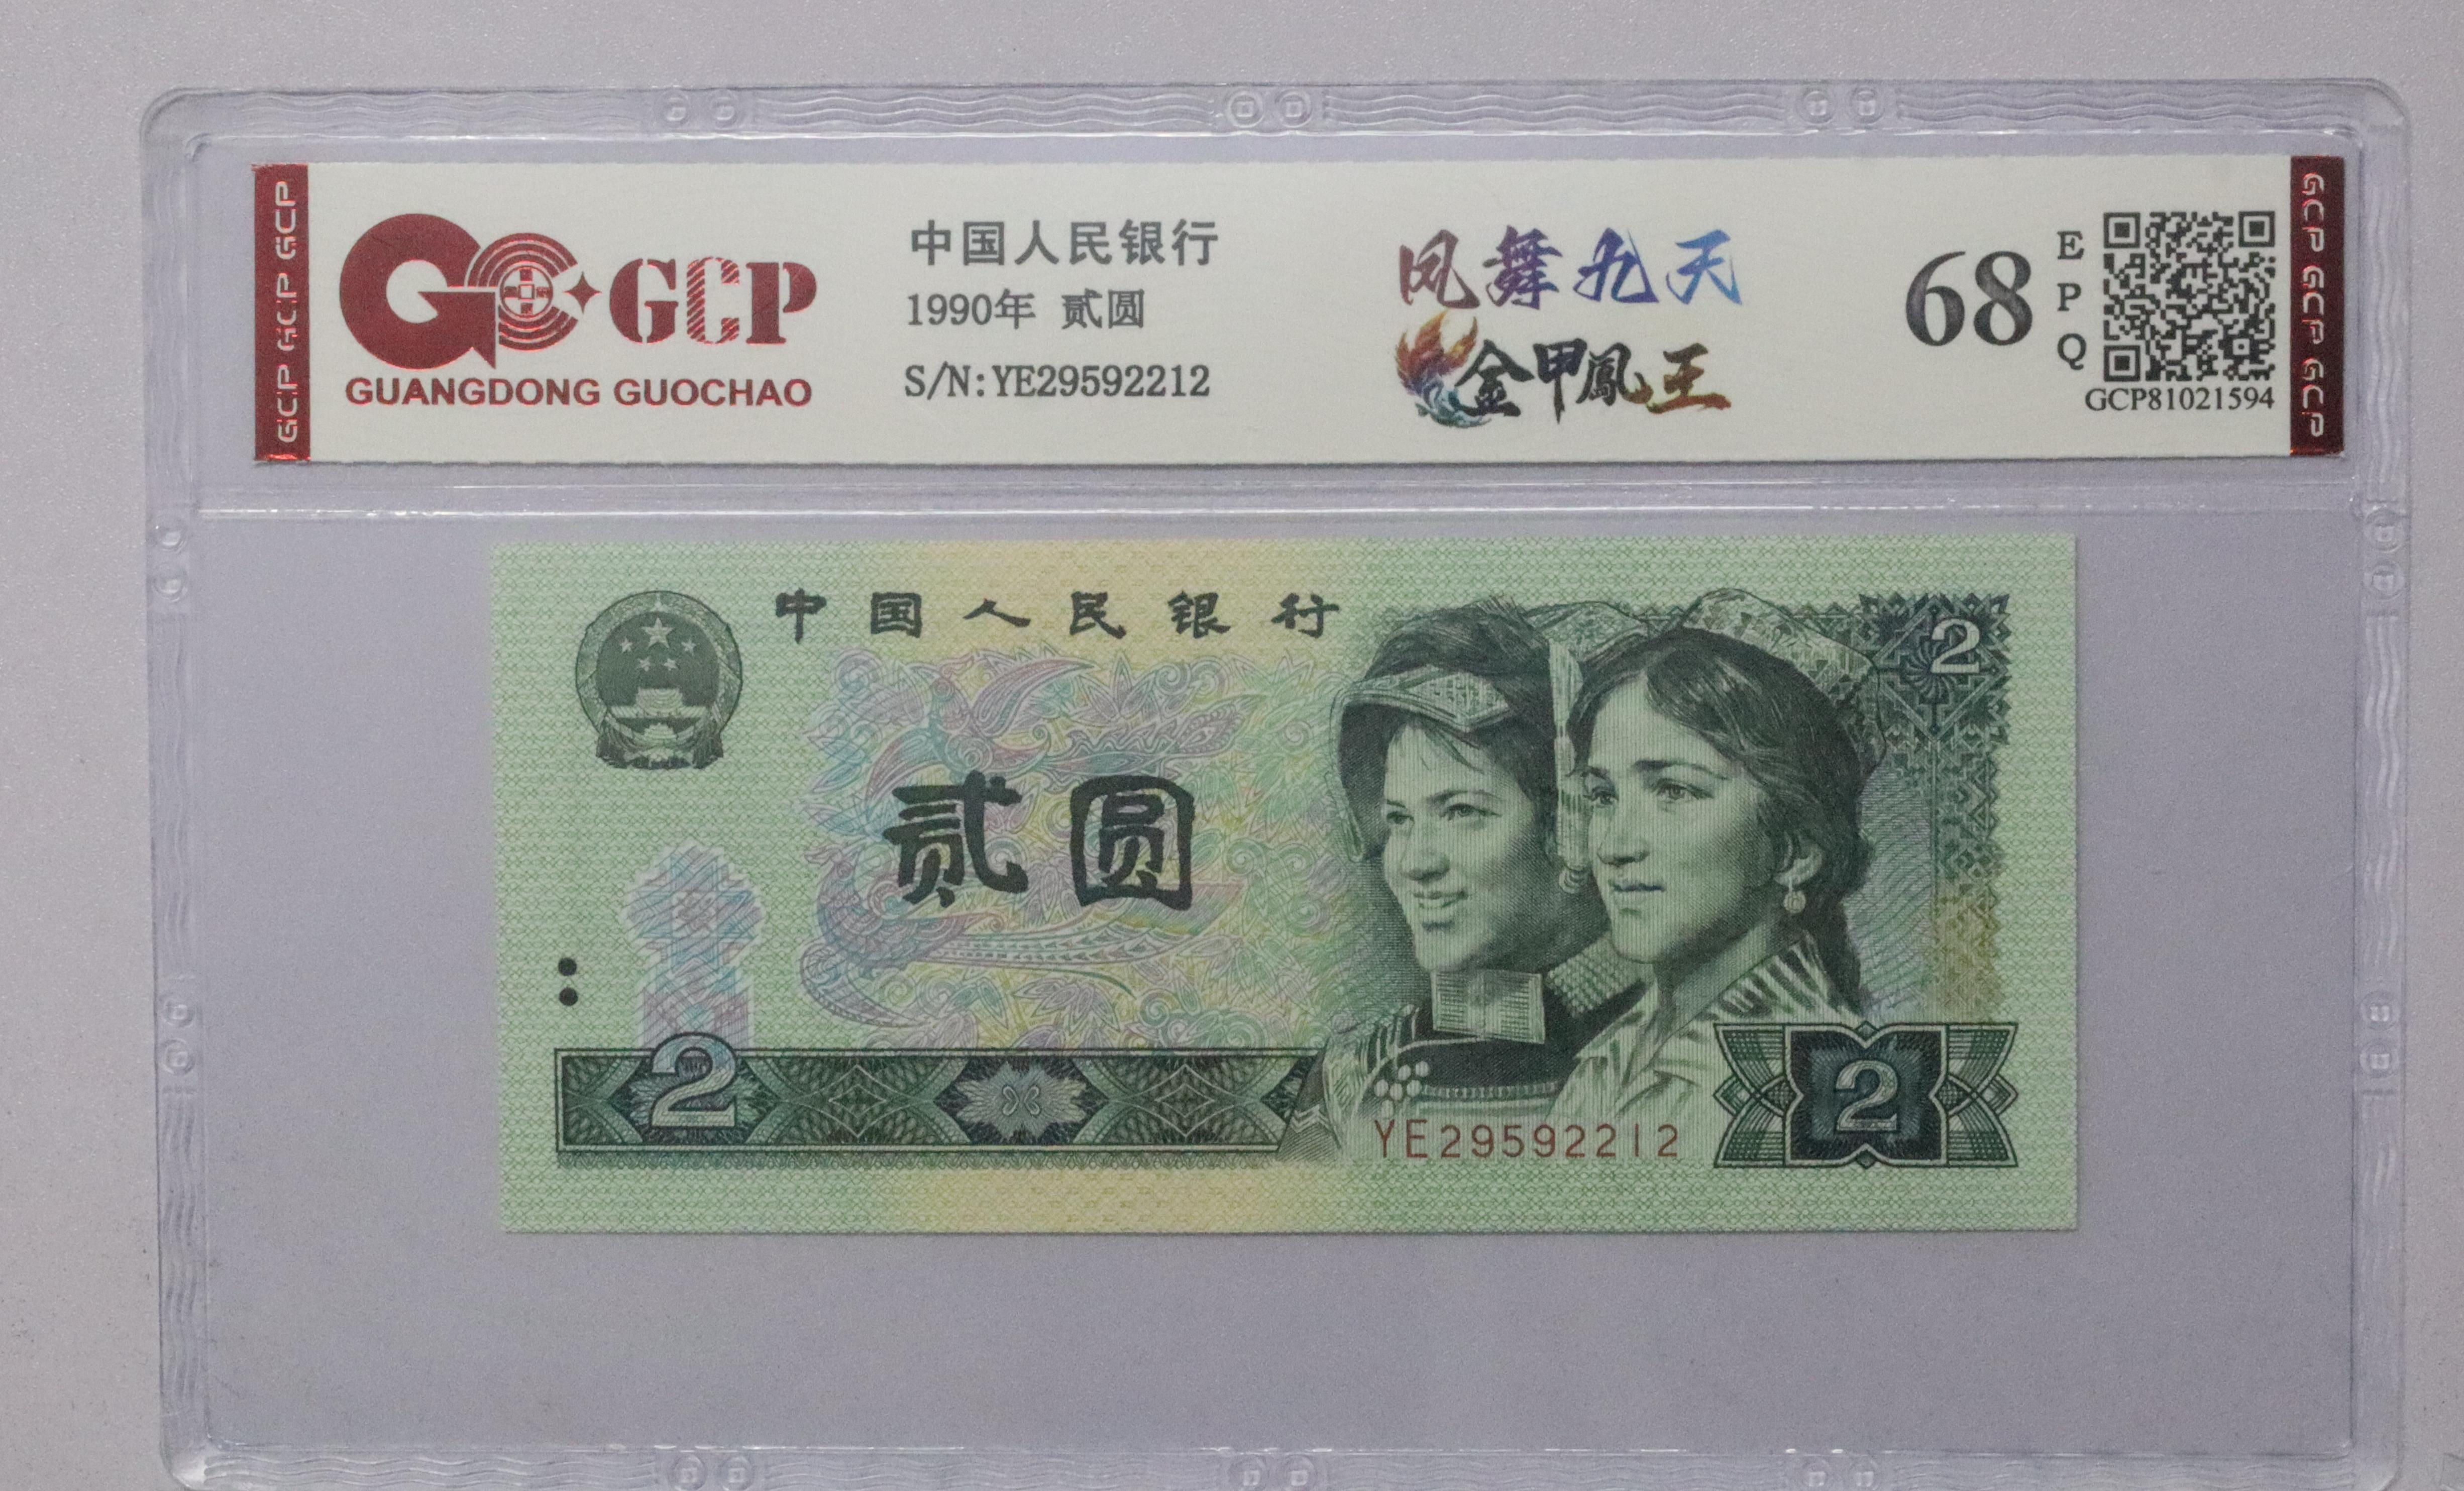 GCP GCP GCP
GCP
GUANGDONG GUOCHAO
中国人民银行
1990年 贰圆
S/N:YE29592212
凤舞九天
金甲鳳王
68
EPQ
GCP81021594
GCP GCP GCP
中国人民银行
2
贰圆
2
YE29592212
2